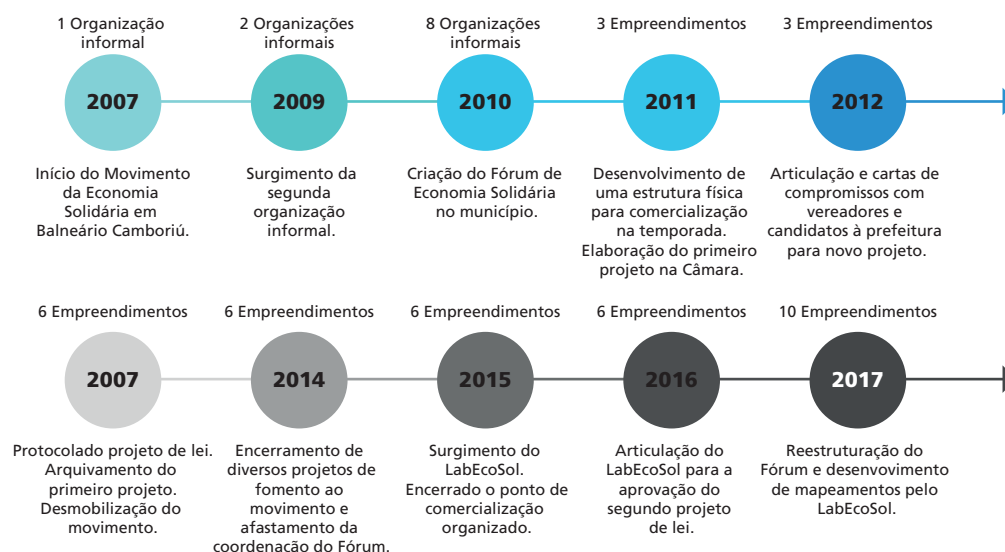 1 Organização
informal
2007
Início do Movimento
da Economia
Solidária em
Balneário Camboriú.
2 Organizações
informais
2009
Surgimento da
segunda
organização
informal.
8 Organizações
informais
2010
Criação do Fórum de
Economia Solidária
no município.
3 Empreendimentos
2011
Desenvolvimento de
uma estrutura física
para comercialização
na temporada.
Elaboração do primeiro
projeto na Câmara.
3 Empreendimentos
2012
Articulação e cartas de
compromissos com
vereadores e
candidatos à prefeitura
para novo projeto.
6 Empreendimentos
2007
Protocolado projeto de lei.
Arquivamento do
primeiro projeto.
Desmobilização do
movimento.
6 Empreendimentos
2014
Encerramento de
diversos projetos de
fomento ao
movimento e
afastamento da
coordenação do Fórum.
6 Empreendimentos
2015
Surgimento do
LabEcoSol.
Encerrado o ponto de
comercialização
organizado.
6 Empreendimentos
2016
Articulação do
LabEcoSol para a
aprovação do
segundo projeto
de lei.
10 Empreendimentos
2017
Reestruturação do
Fórum e desenvovimento
de mapeamentos pelo
LabEcoSol.